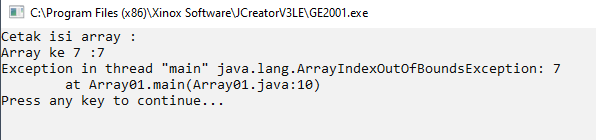 C:\Program Files (x86)\Xinox Software\JCreatorV3LE\GE2001.exe
Cetak isi array :
Array ke 7 :7
Exception in thread "main" java.lang.ArrayIndexOutOfBoundsException: 7
        at Array01.main(Array01.java:10)
Press any key to continue...